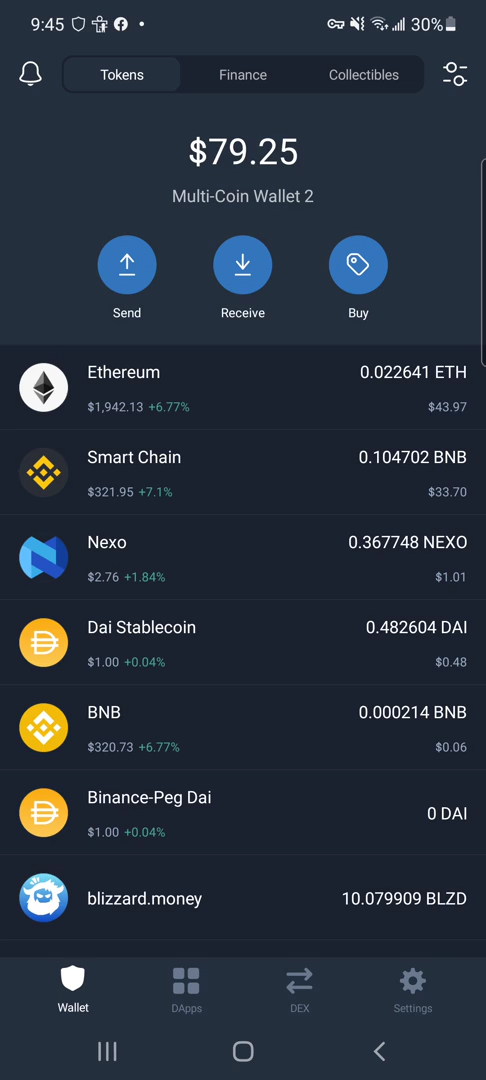 9:45 30%
Tokens Finance Collectibles
$79.25
Multi-Coin Wallet 2
Send Receive Buy
Ethereum 0.022641 ETH
$1,942.13 +6.77% $43.97
Smart Chain 0.104702 BNB
$321.95 +7.1% $33.70
Nexo 0.367748 NEXO
$2.76 +1.84% $1.01
Dai Stablecoin 0.482604 DAI
$1.00 +0.04% $0.48
BNB 0.000214 BNB
$320.73 +6.77% $0.06
Binance-Peg Dai 0 DAI
$1.00 +0.04%
blizzard.money 10.079909 BLZD
Wallet DApps DEX Settings